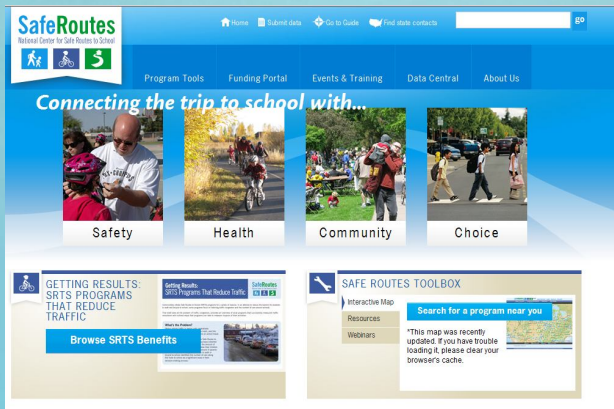 SafeRoutes
National Center for Safe Routes to School
Home Submit data Go to Guide Find state contacts go
Program Tools Funding Portal Events & Training Data Central About Us
Connecting the trip to school with...
Safety Health Community Choice
GETTING RESULTS:
SRTS PROGRAMS
THAT REDUCE
TRAFFIC
Getting Results:
SRTS Programs That Reduce Traffic
SafeRoutes
What's the Problem?
Browse SRTS Benefits
SAFE ROUTES TOOLBOX
Interactive Map
Resources
Webinars
Search for a program near you
*This map was recently
updated. If you have trouble
loading it, please clear your
browser's cache.